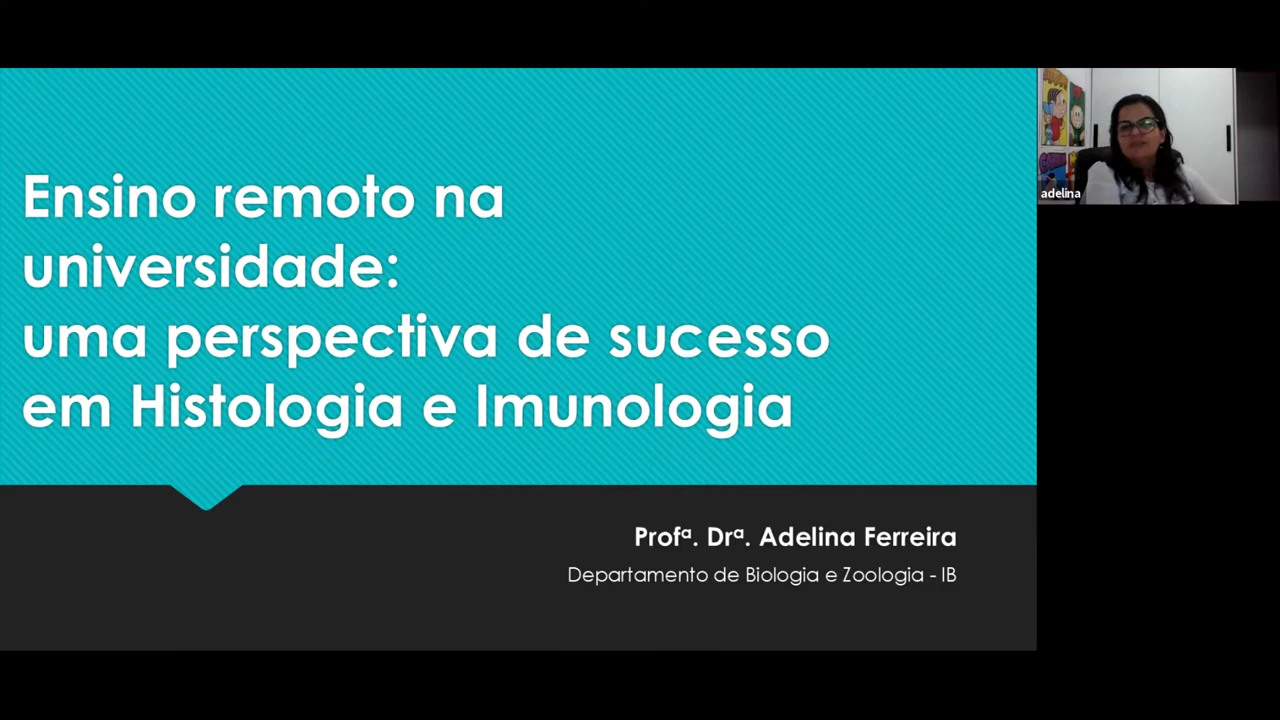 Ensino remoto na
universidade:
uma perspectiva de sucesso
em Histologia e Imunologia
Profª. Drª. Adelina Ferreira
Departamento de Biologia e Zoologia - IB
adelina